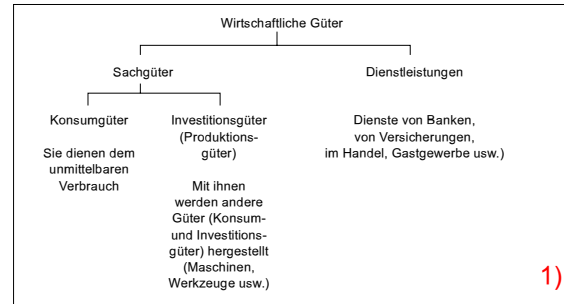 Wirtschaftliche Güter
Sachgüter
Dienstleistungen
Konsumgüter
Sie dienen dem
unmittelbaren
Verbrauch
Investitionsgüter
(Produktions-
güter)
Mit ihnen
werden andere
Güter (Konsum-
und Investitions-
güter) hergestellt
(Maschinen,
Werkzeuge usw.)
Dienste von Banken,
von Versicherungen,
im Handel, Gastgewerbe usw.)
1)